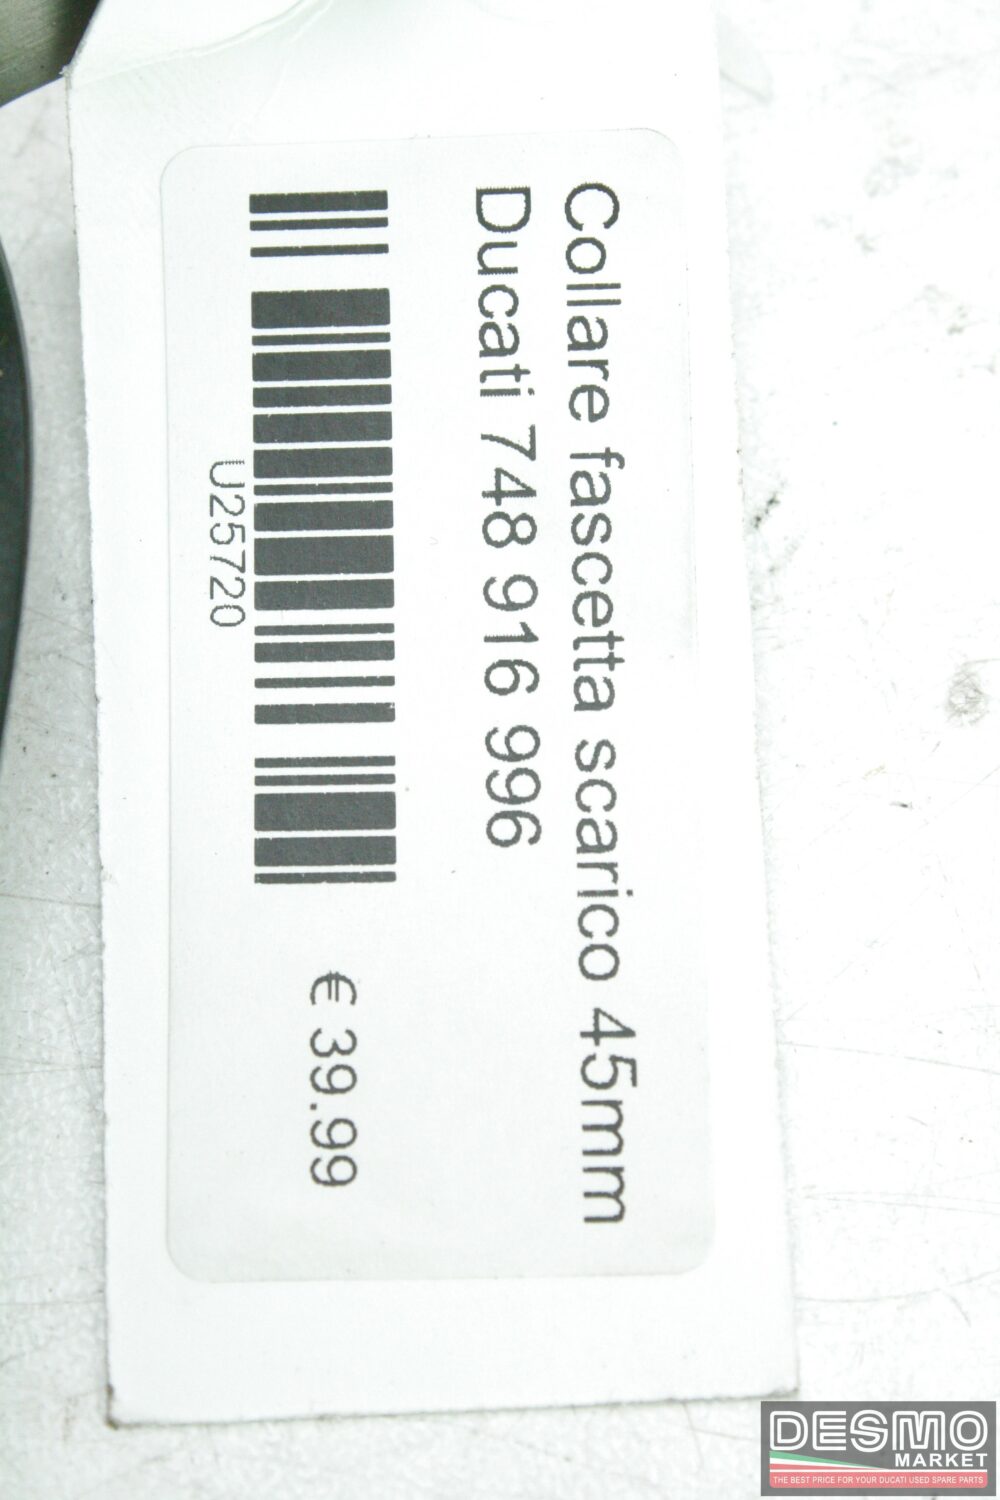 Collare fascetta scarico 45mm
Ducati 748 916 996
U25720
€ 39.99
DESMO
MARKET
THE BEST PRICE FOR YOUR DUCATI USED SPARE PARTS